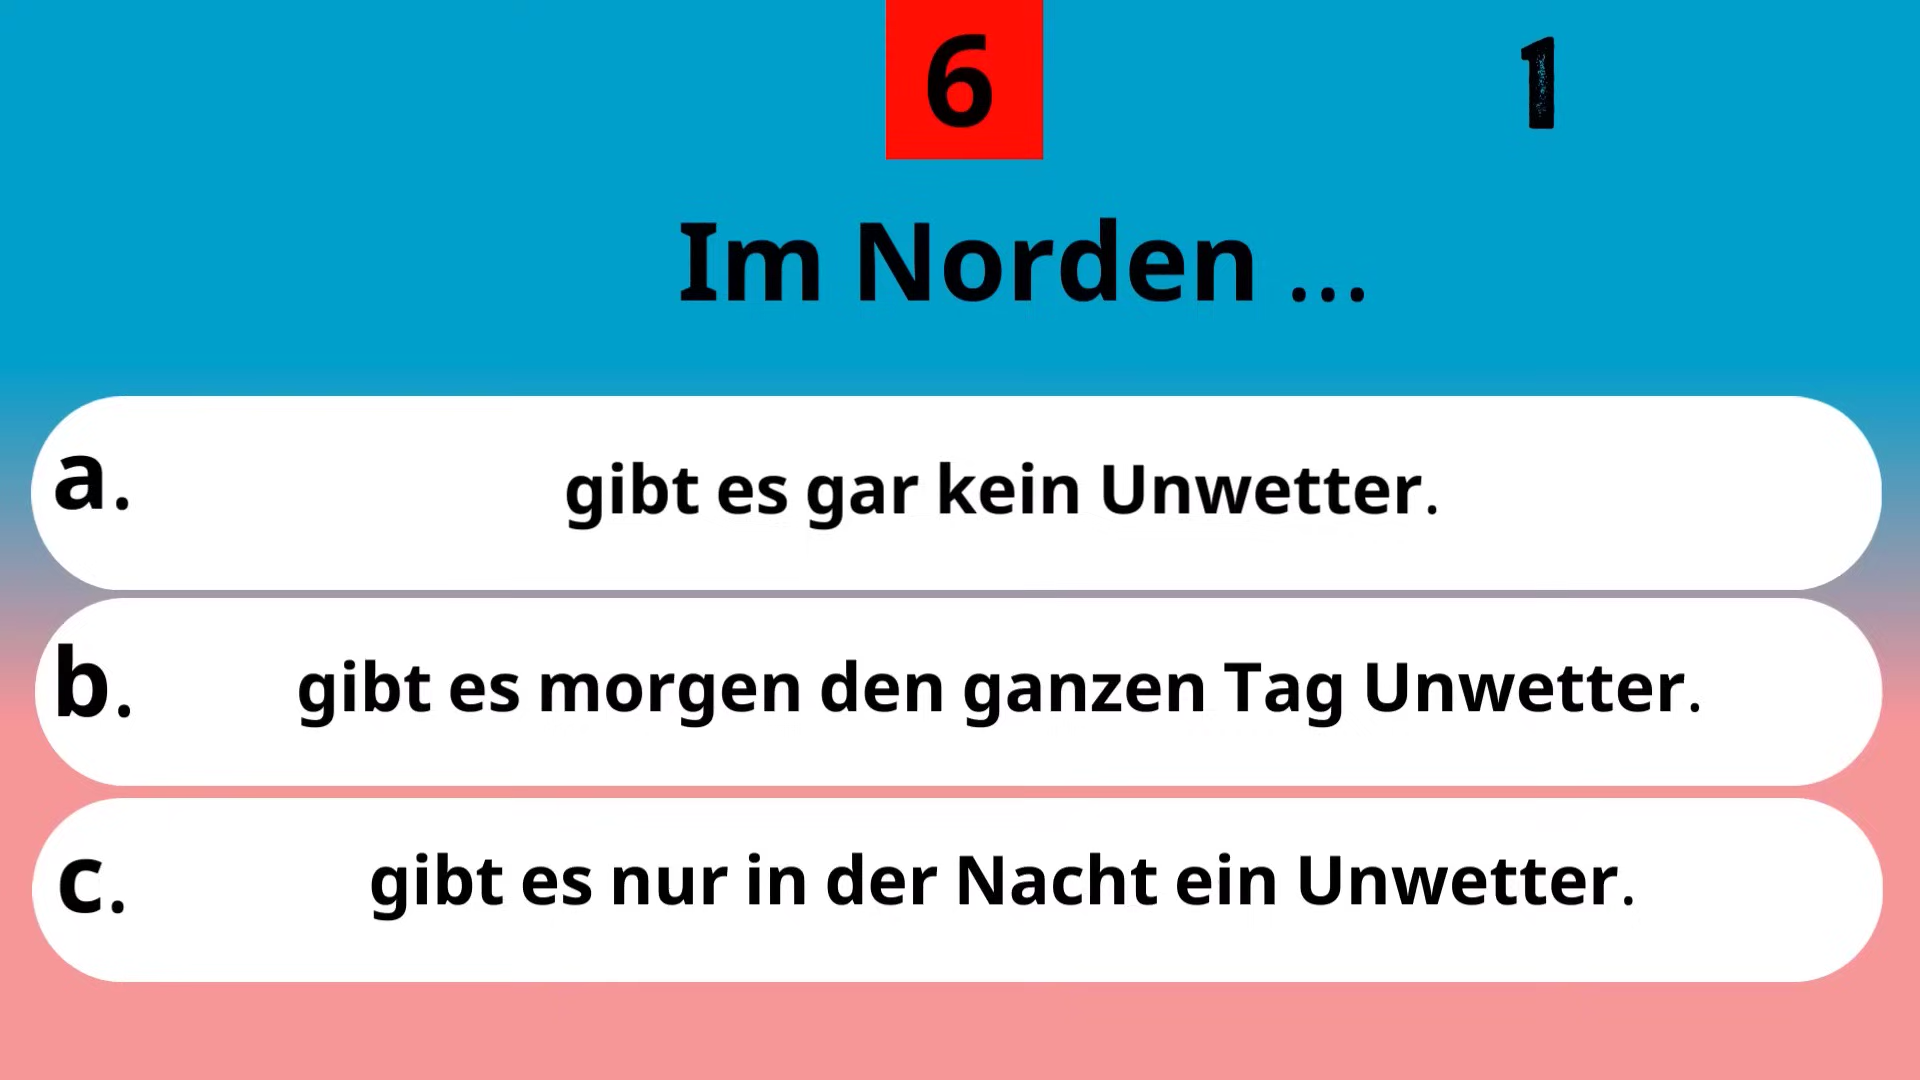 6
1
Im Norden ...
a. gibt es gar kein Unwetter.
b. gibt es morgen den ganzen Tag Unwetter.
c. gibt es nur in der Nacht ein Unwetter.